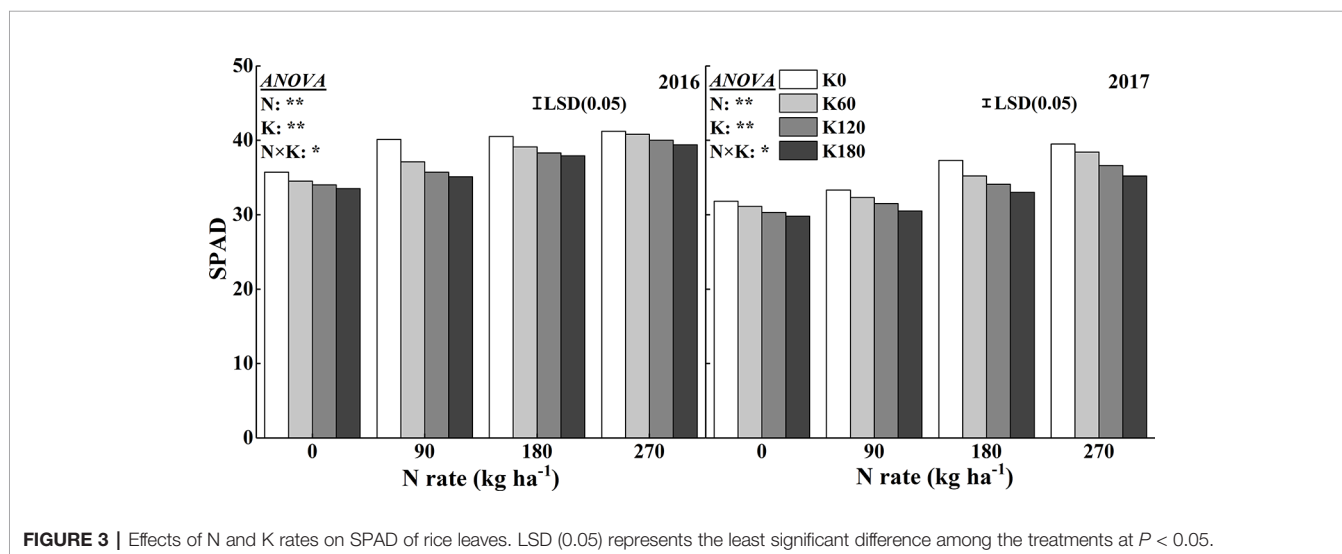 50
40
30
20
10
0
SPAD
ANOVA
N: **
K: **
N×K: *
2016
LSD(0.05)
0 90 180 270
N rate (kg ha-1)
ANOVA
N: **
K: **
N×K: *
K0
K60
K120
K180
2017
LSD(0.05)
0 90 180 270
N rate (kg ha-1)
FIGURE 3 | Effects of N and K rates on SPAD of rice leaves. LSD (0.05) represents the least significant difference among the treatments at P < 0.05.